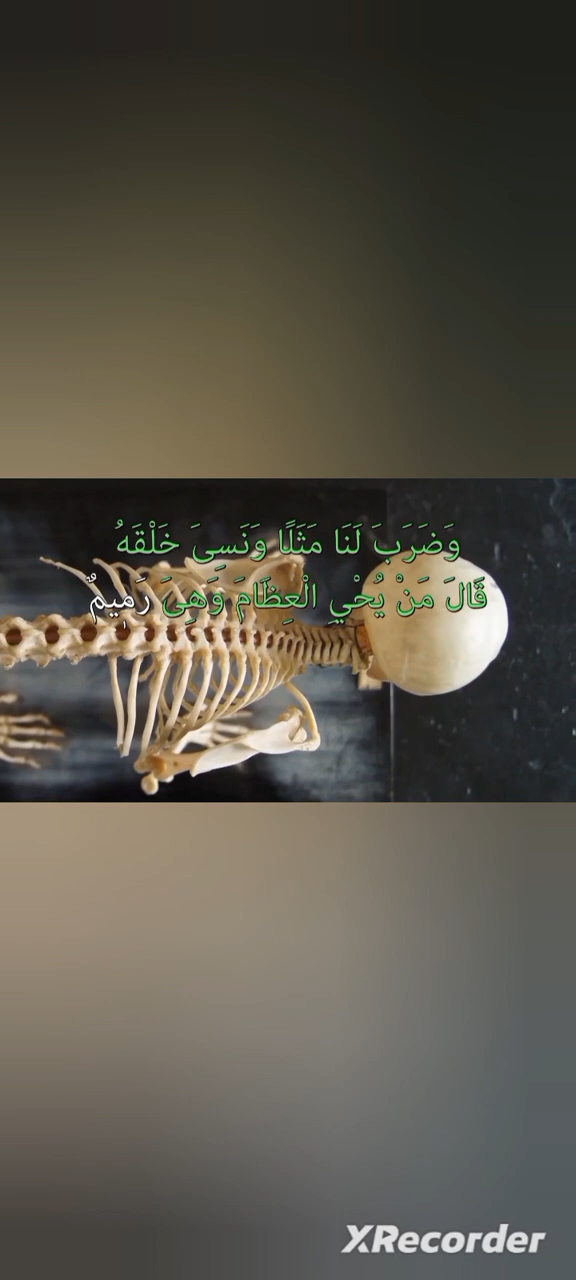 وَضَرَبَ لَنَا مَثَلًا وَنَسِىَ خَلْقَهُ
قَالَ مَنْ يُحْيِ الْعِظَامَ وَهِىَ رَمِيمٌ
XRecorder